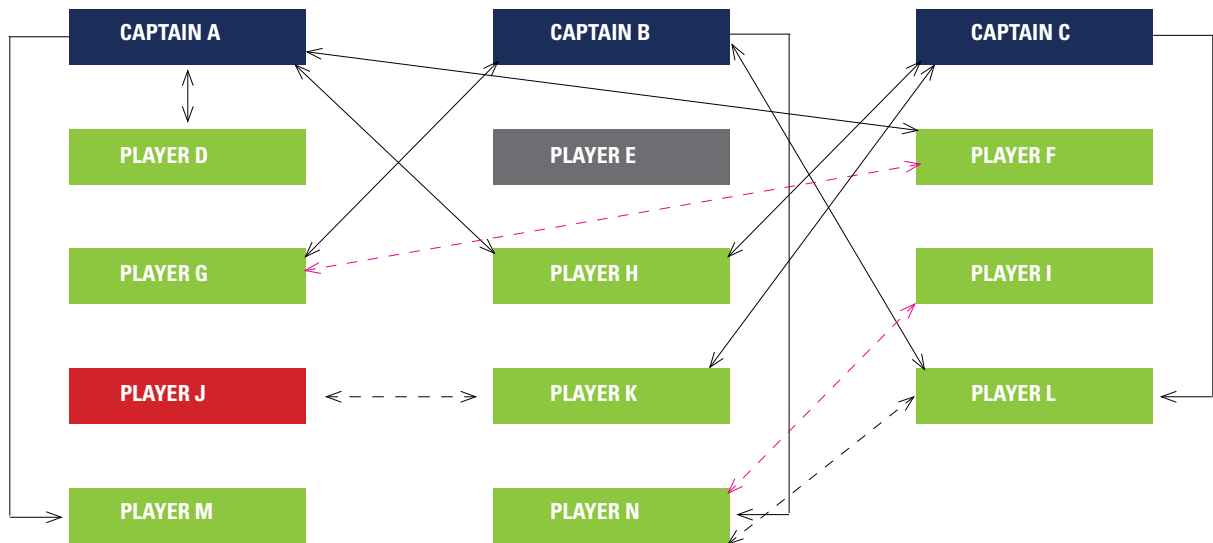 CAPTAIN A
CAPTAIN B
CAPTAIN C
PLAYER D
PLAYER E
PLAYER F
PLAYER G
PLAYER H
PLAYER I
PLAYER J
PLAYER K
PLAYER L
PLAYER M
PLAYER N